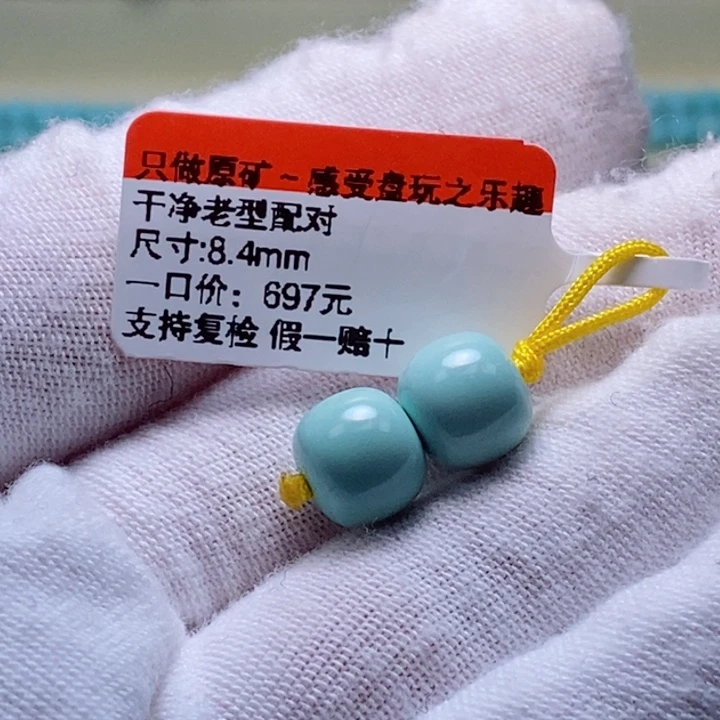 只做原矿~感受盘玩之乐趣
干净老型配对
尺寸:8.4mm
一口价：697元
支持复检 假一赔十